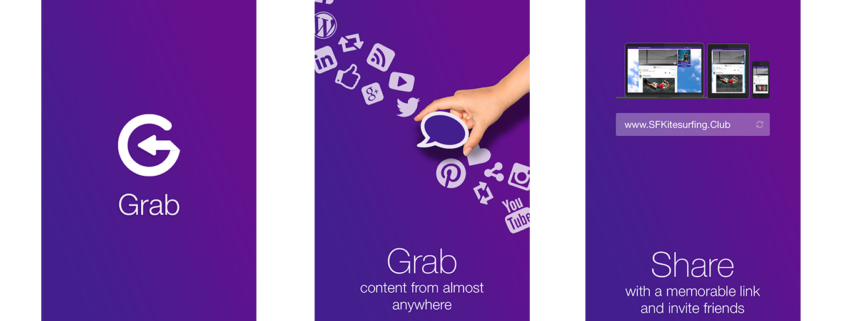 Grab
You
Tube
Grab
content from almost
anywhere
www.SFKitesurfing.Club
Share
with a memorable link
and invite friends